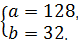 a = 128,
b = 32.